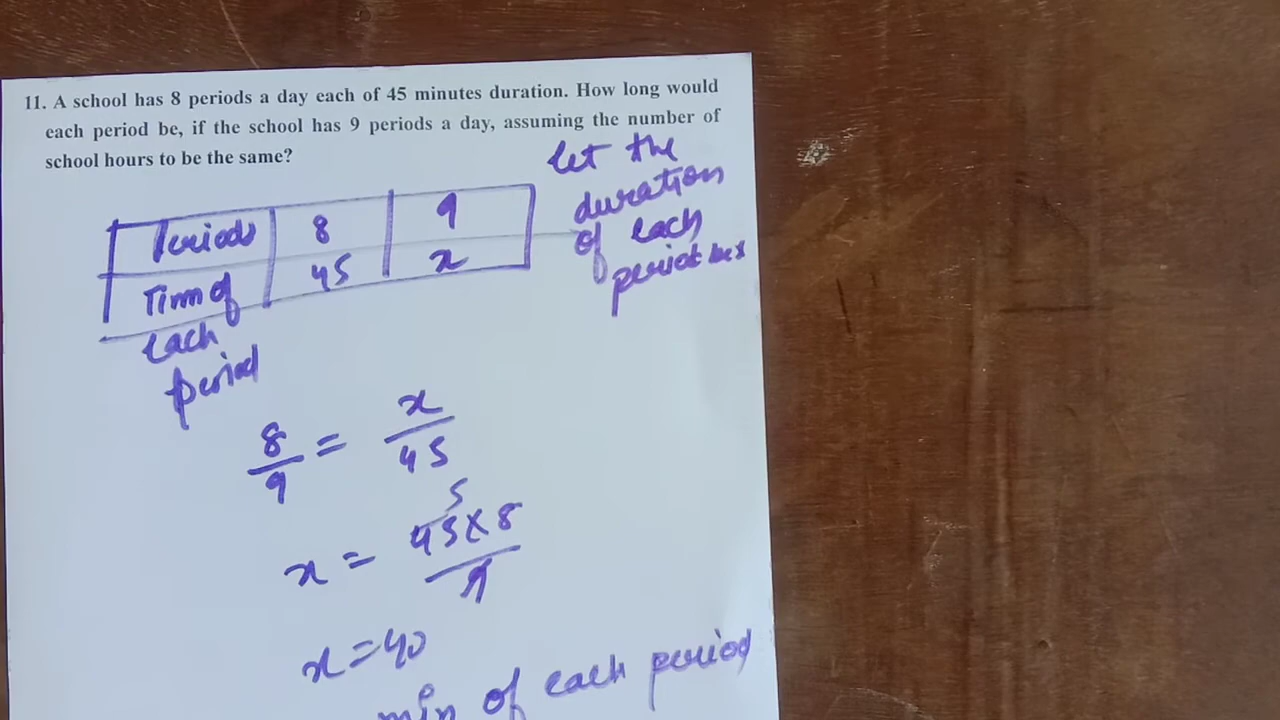 11. A school has 8 periods a day each of 45 minutes duration. How long would
each period be, if the school has 9 periods a day, assuming the number of
school hours to be the same?
let the
duration
of each
period be x
Periods 8 9
Time of 45 x
each
period
8/9 = x/45
5
x = 45×8/9
x=40
min of each period